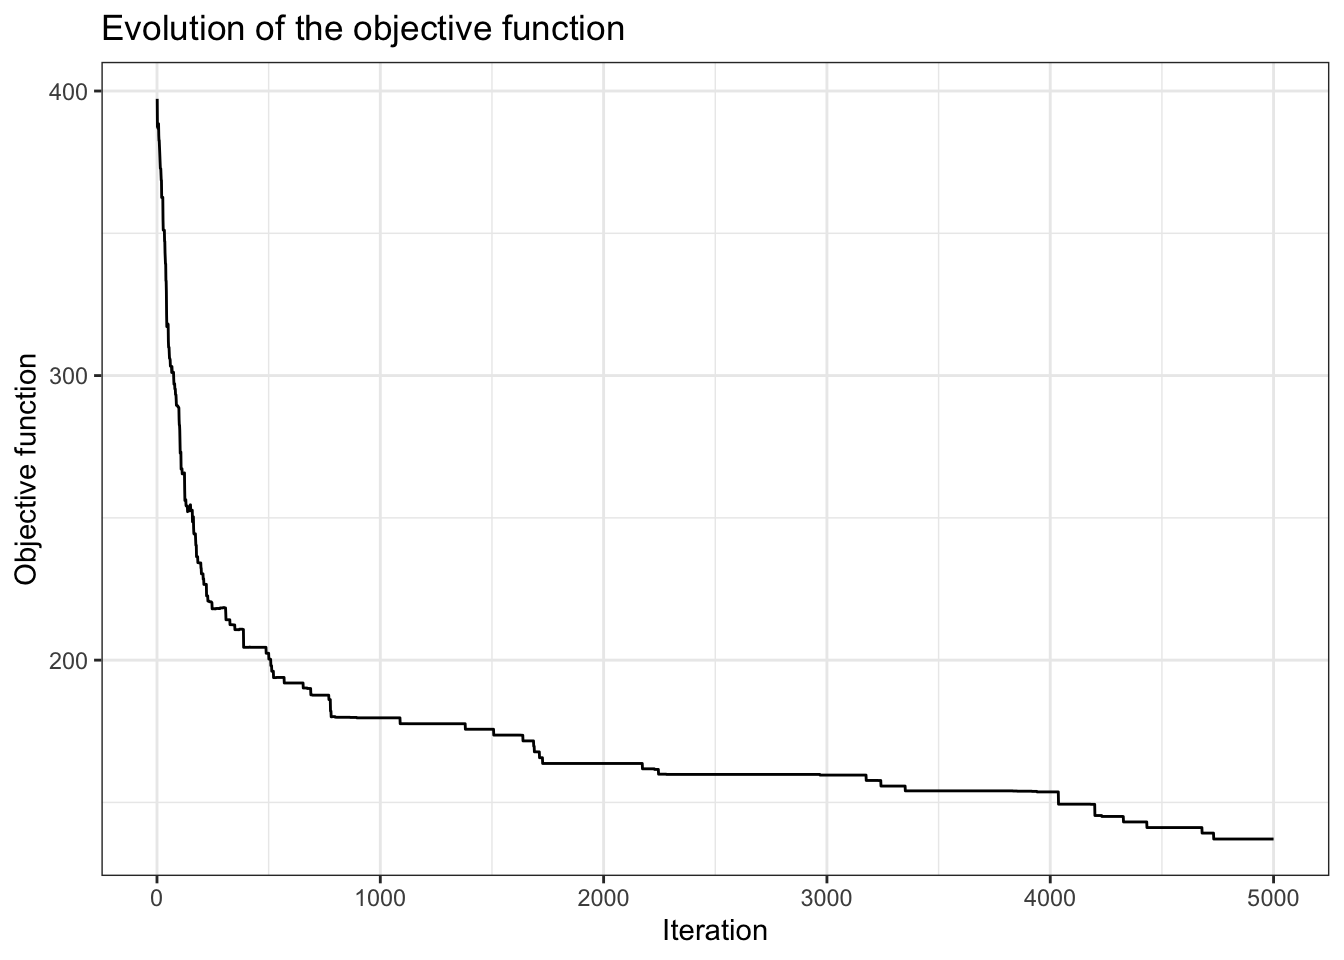 Evolution of the objective function
400
300
200
Objective function
0 1000 2000 3000 4000 5000
Iteration